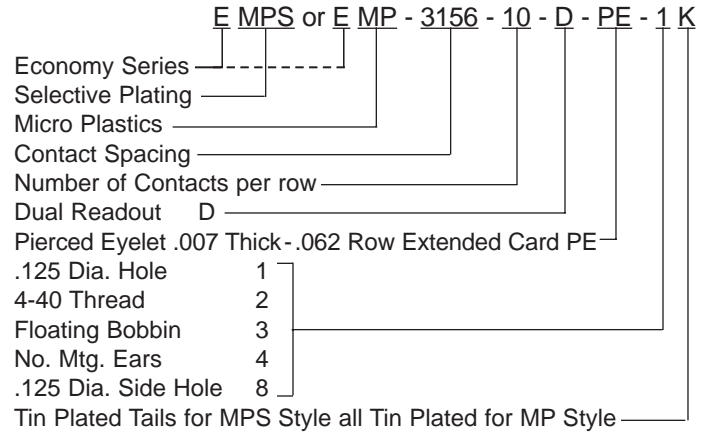 E MPS or E MP - 3156 - 10 - D - PE - 1 K
Economy Series
Selective Plating
Micro Plastics
Contact Spacing
Number of Contacts per row
Dual Readout D
Pierced Eyelet .007 Thick-.062 Row Extended Card PE
.125 Dia. Hole 1
4-40 Thread 2
Floating Bobbin 3
No. Mtg. Ears 4
.125 Dia. Side Hole 8
Tin Plated Tails for MPS Style all Tin Plated for MP Style